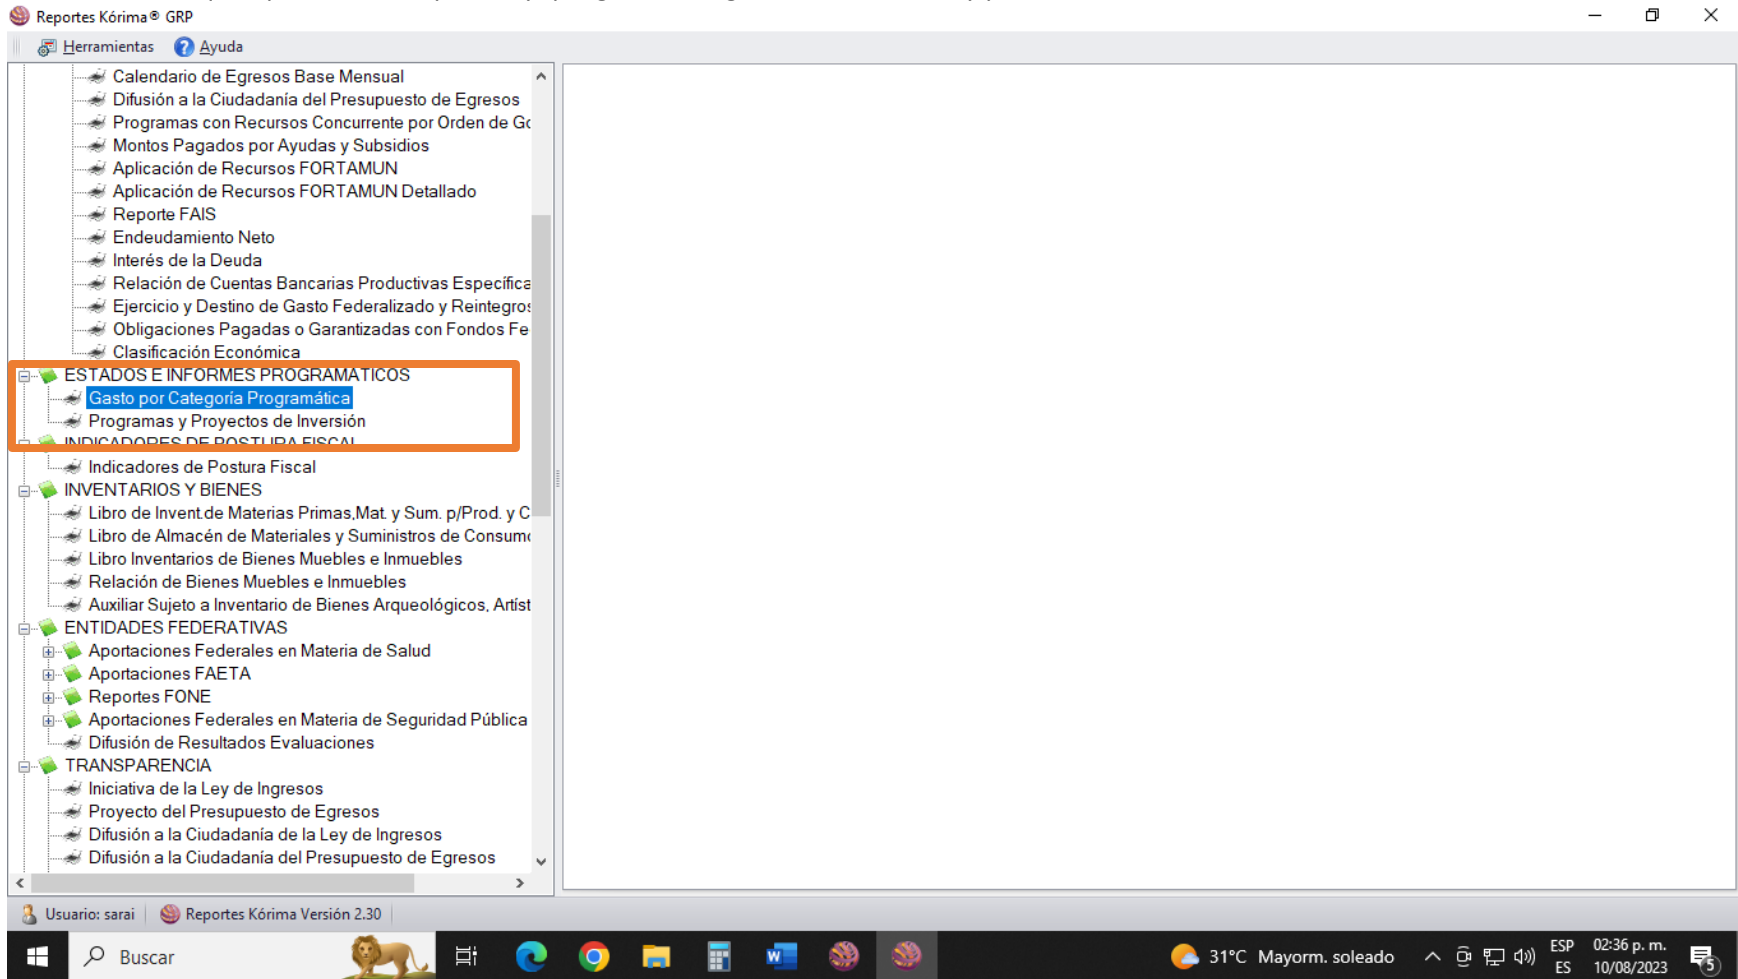 Reportes Kórima® GRP
Herramientas Ayuda
Calendario de Egresos Base Mensual
Difusión a la Ciudadanía del Presupuesto de Egresos
Programas con Recursos Concurrente por Orden de Go
Montos Pagados por Ayudas y Subsidios
Aplicación de Recursos FORTAMUN
Aplicación de Recursos FORTAMUN Detallado
Reporte FAIS
Endeudamiento Neto
Interés de la Deuda
Relación de Cuentas Bancarias Productivas Específica
Ejercicio y Destino de Gasto Federalizado y Reintegros
Obligaciones Pagadas o Garantizadas con Fondos Fe
Clasificación Económica
ESTADOS E INFORMES PROGRAMATICOS
Gasto por Categoría Programática
Programas y Proyectos de Inversión
INDICADORES DE POSTURA FISCAL
Indicadores de Postura Fiscal
INVENTARIOS Y BIENES
Libro de Invent.de Materias Primas,Mat. y Sum. p/Prod. y C
Libro de Almacén de Materiales y Suministros de Consumo
Libro Inventarios de Bienes Muebles e Inmuebles
Relación de Bienes Muebles e Inmuebles
Auxiliar Sujeto a Inventario de Bienes Arqueológicos, Artíst
ENTIDADES FEDERATIVAS
Aportaciones Federales en Materia de Salud
Aportaciones FAETA
Reportes FONE
Aportaciones Federales en Materia de Seguridad Pública
Difusión de Resultados Evaluaciones
TRANSPARENCIA
Iniciativa de la Ley de Ingresos
Proyecto del Presupuesto de Egresos
Difusión a la Ciudadanía de la Ley de Ingresos
Difusión a la Ciudadanía del Presupuesto de Egresos
Usuario: sarai Reportes Kórima Versión 2.30
Buscar 31°C Mayorm. soleado ESP 02:36 p. m.
ES 10/08/2023 5